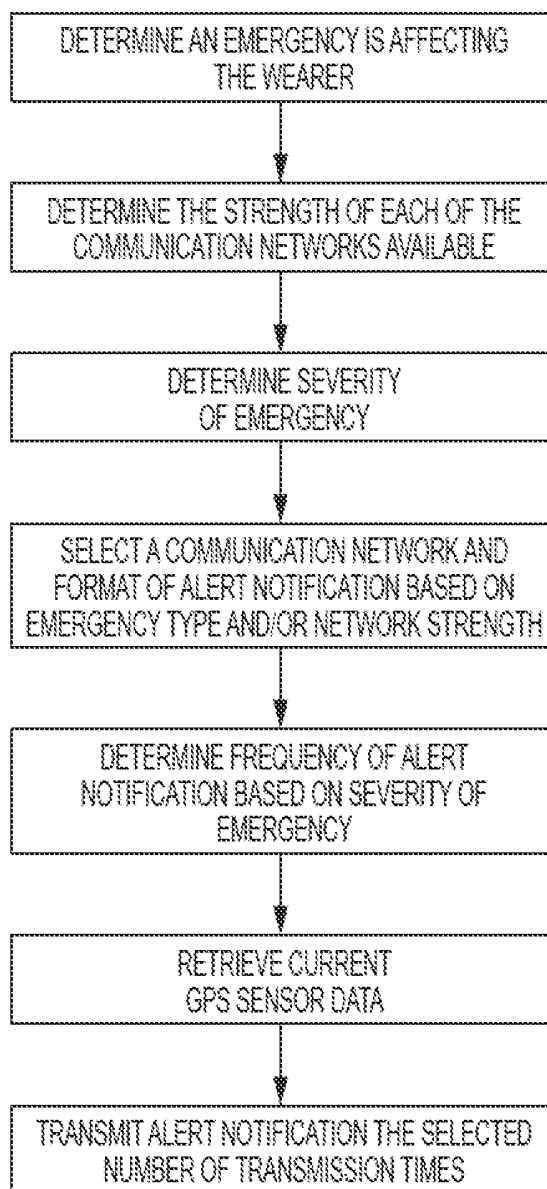 DETERMINE AN EMERGENCY IS AFFECTING
THE WEARER
DETERMINE THE STRENGTH OF EACH OF THE
COMMUNICATION NETWORKS AVAILABLE
DETERMINE SEVERITY
OF EMERGENCY
SELECT A COMMUNICATION NETWORK AND
FORMAT OF ALERT NOTIFICATION BASED ON
EMERGENCY TYPE AND/OR NETWORK STRENGTH
DETERMINE FREQUENCY OF ALERT
NOTIFICATION BASED ON SEVERITY OF
EMERGENCY
RETRIEVE CURRENT
GPS SENSOR DATA
TRANSMIT ALERT NOTIFICATION THE SELECTED
NUMBER OF TRANSMISSION TIMES